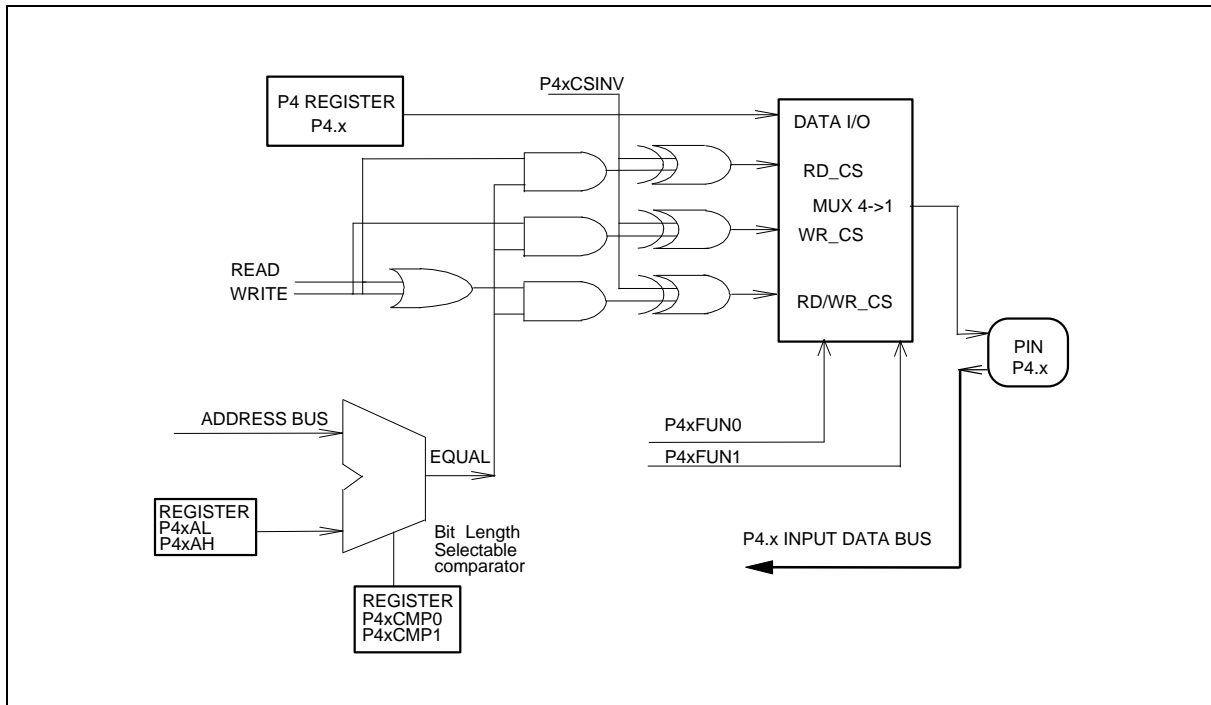 P4xCSINV
P4 REGISTER
P4.x
DATA I/O
RD_CS
MUX 4->1
WR_CS
READ
WRITE
RD/WR_CS
PIN
P4.x
ADDRESS BUS
P4xFUN0
EQUAL
P4xFUN1
REGISTER
P4xAL
P4xAH
Bit Length
Selectable
comparator
P4.x INPUT DATA BUS
REGISTER
P4xCMP0
P4xCMP1